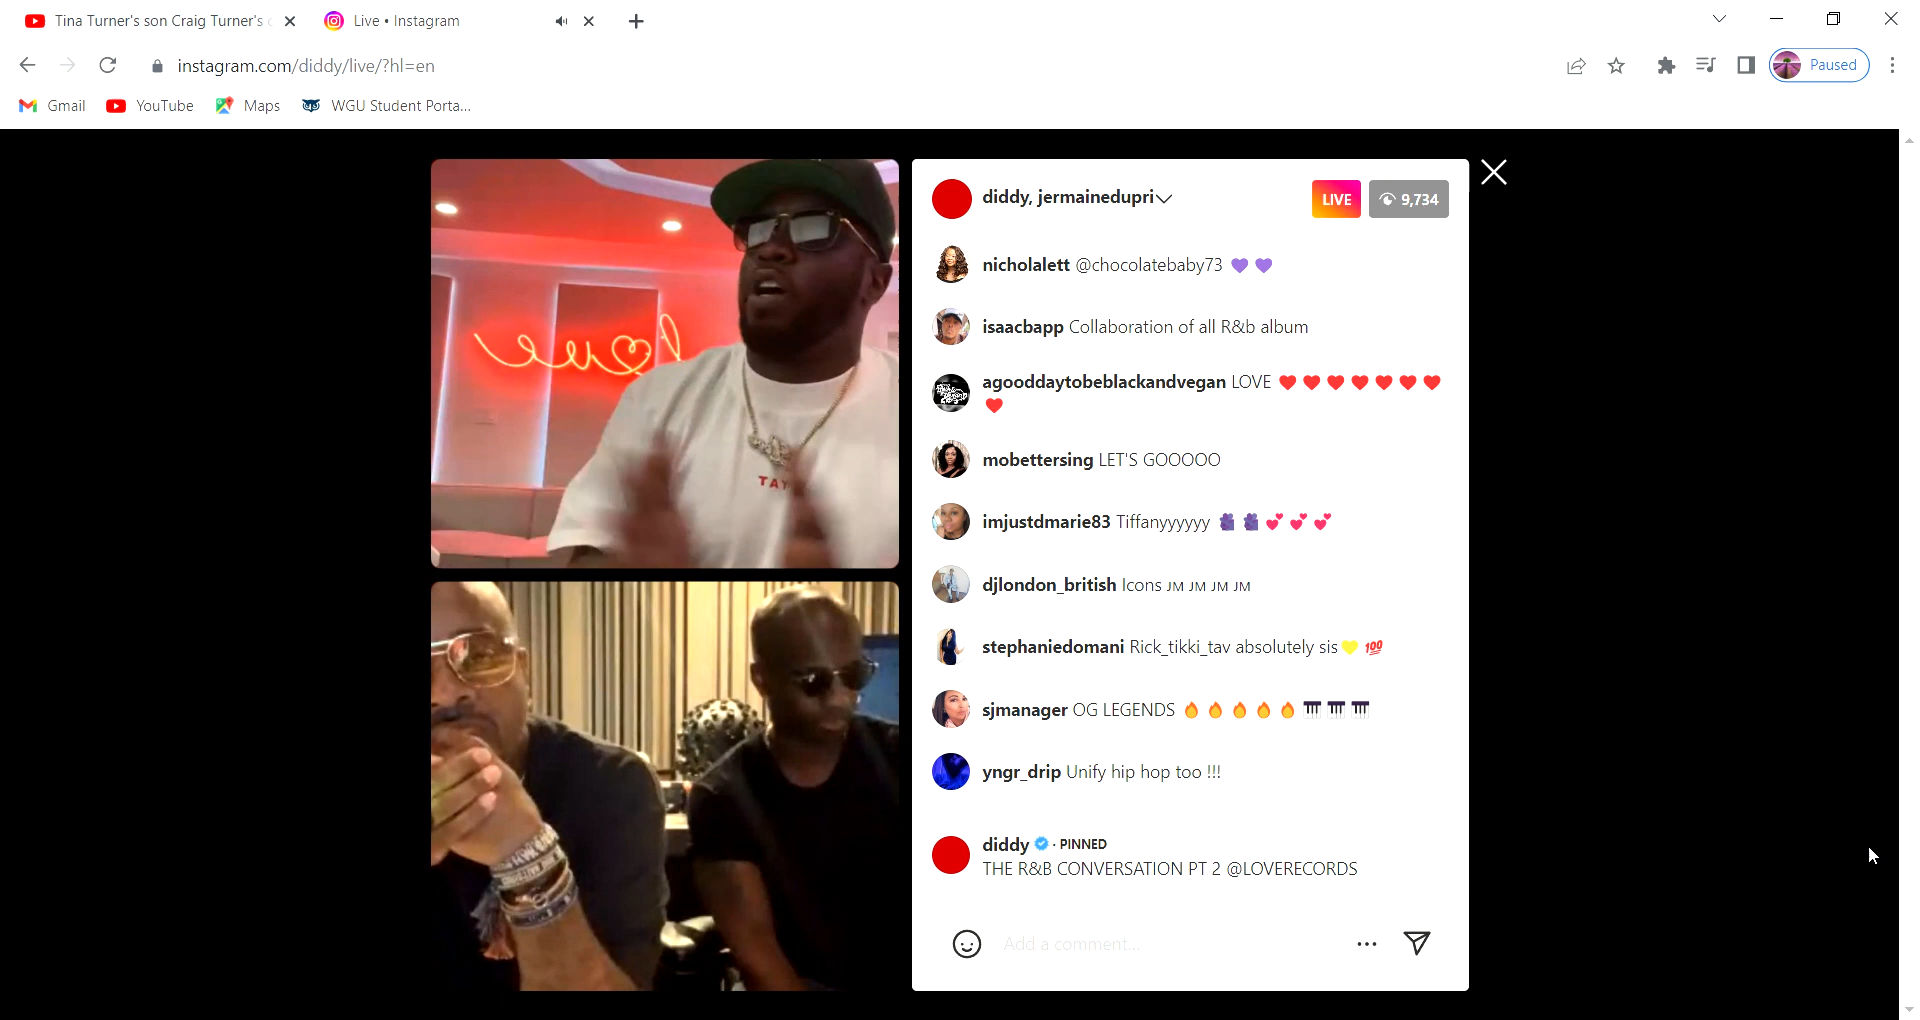 Tina Turner's son Craig Turner's
Live • Instagram
instagram.com/diddy/live/?hl=en
Paused
Gmail
YouTube
Maps
WGU Student Porta...
love
TAY
diddy, jermainedupri
LIVE
9,734
nicholalett @chocolatebaby73 💜 💜
isaacbapp Collaboration of all R&b album
agooddaytobeblackandvegan LOVE ❤️ ❤️ ❤️ ❤️ ❤️ ❤️ ❤️
❤️
mobettersing LET'S GOOOOO
imjustdmarie83 Tiffanyyyyyy 💕 💕 💕
djlondon_british Icons JM JM JM JM
stephaniedomani Rick_tikki_tav absolutely sis💛 💯
sjmanager OG LEGENDS 🔥 🔥 🔥 🔥 🔥 🎹 🎹 🎹
yngr_drip Unify hip hop too !!!
diddy · PINNED
THE R&B CONVERSATION PT 2 @LOVERECORDS
Add a comment...